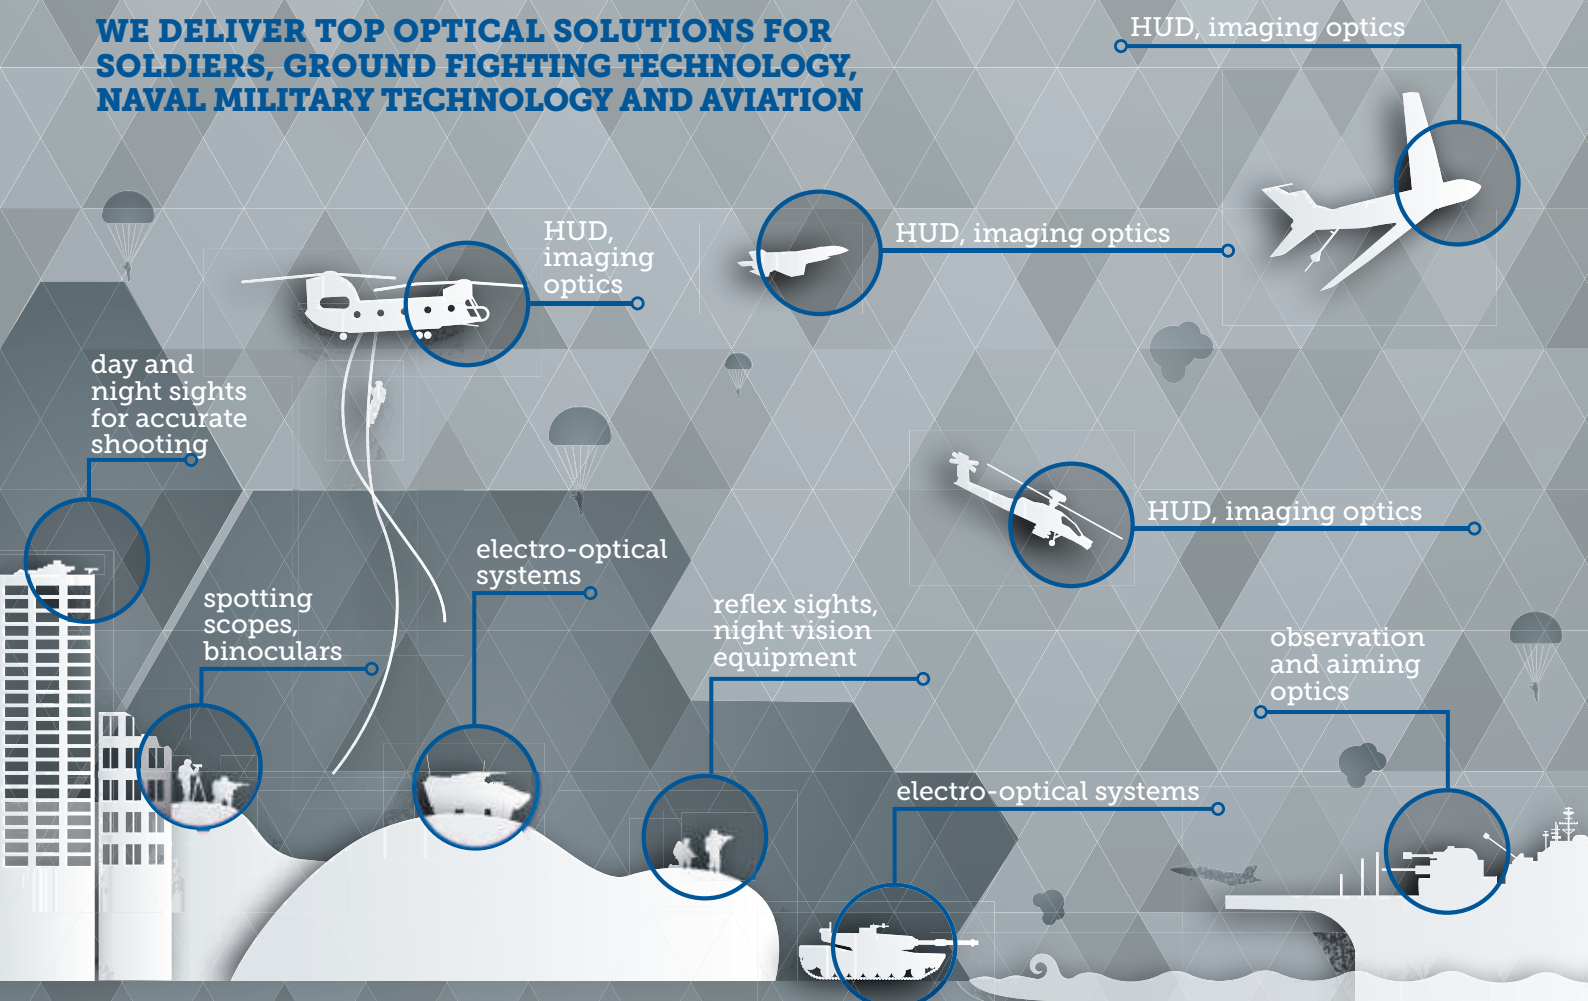 WE DELIVER TOP OPTICAL SOLUTIONS FOR
SOLDIERS, GROUND FIGHTING TECHNOLOGY,
NAVAL MILITARY TECHNOLOGY AND AVIATION
HUD, imaging optics
HUD,
imaging
optics
HUD, imaging optics
day and
night sights
for accurate
shooting
HUD, imaging optics
electro-optical
systems
spotting
scopes,
binoculars
reflex sights,
night vision
equipment
observation
and aiming
optics
electro-optical systems